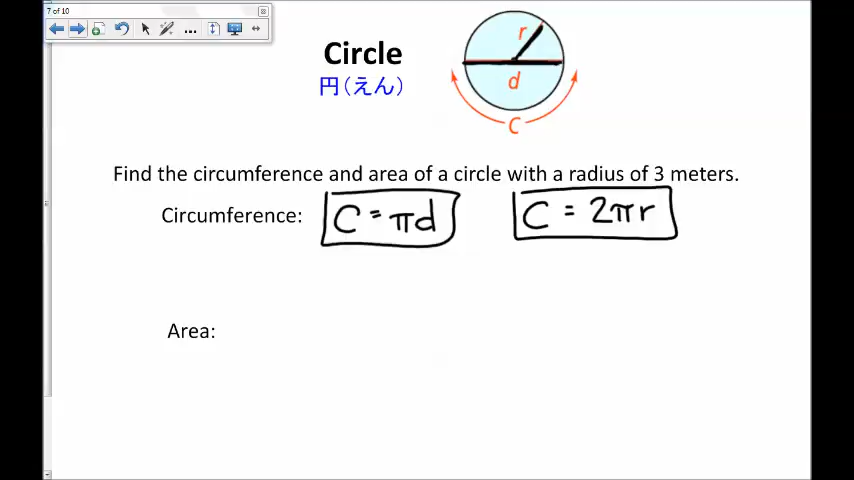 7 of 10
Circle
円(えん)
r
d
C
Find the circumference and area of a circle with a radius of 3 meters.
Circumference: C = πd C = 2πr
Area: